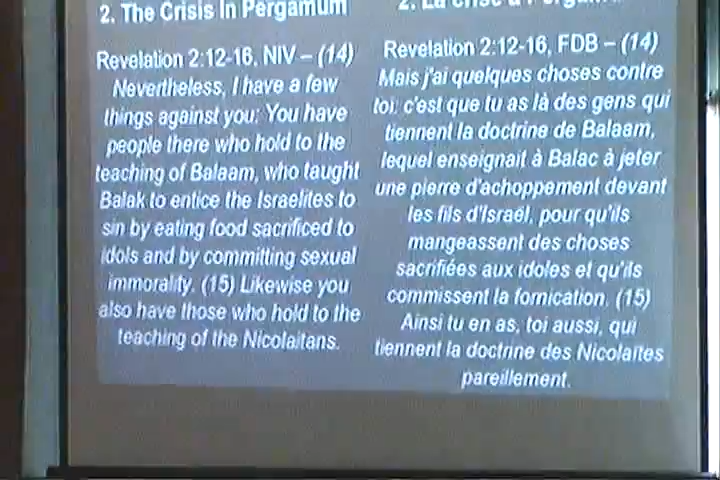 2. The Crisis in Pergamum
Revelation 2:12-16, NIV – (14)
Nevertheless, I have a few
things against you: You have
people there who hold to the
teaching of Balaam, who taught
Balak to entice the Israelites to
sin by eating food sacrificed to
idols and by committing sexual
immorality. (15) Likewise you
also have those who hold to the
teaching of the Nicolaitans.
2. La crise à
Revelation 2:12-16, FDB – (14)
Mais j'ai quelques choses contre
toi: c'est que tu as là des gens qui
tiennent la doctrine de Balaam,
lequel enseignait à Balac à jeter
une pierre d'achoppement devant
les fils d'Israël, pour qu'ils
mangeassent des choses
sacrifiées aux idoles et qu'ils
commissent la fornication. (15)
Ainsi tu en as, toi aussi, qui
tiennent la doctrine des Nicolaïtes
pareillement.